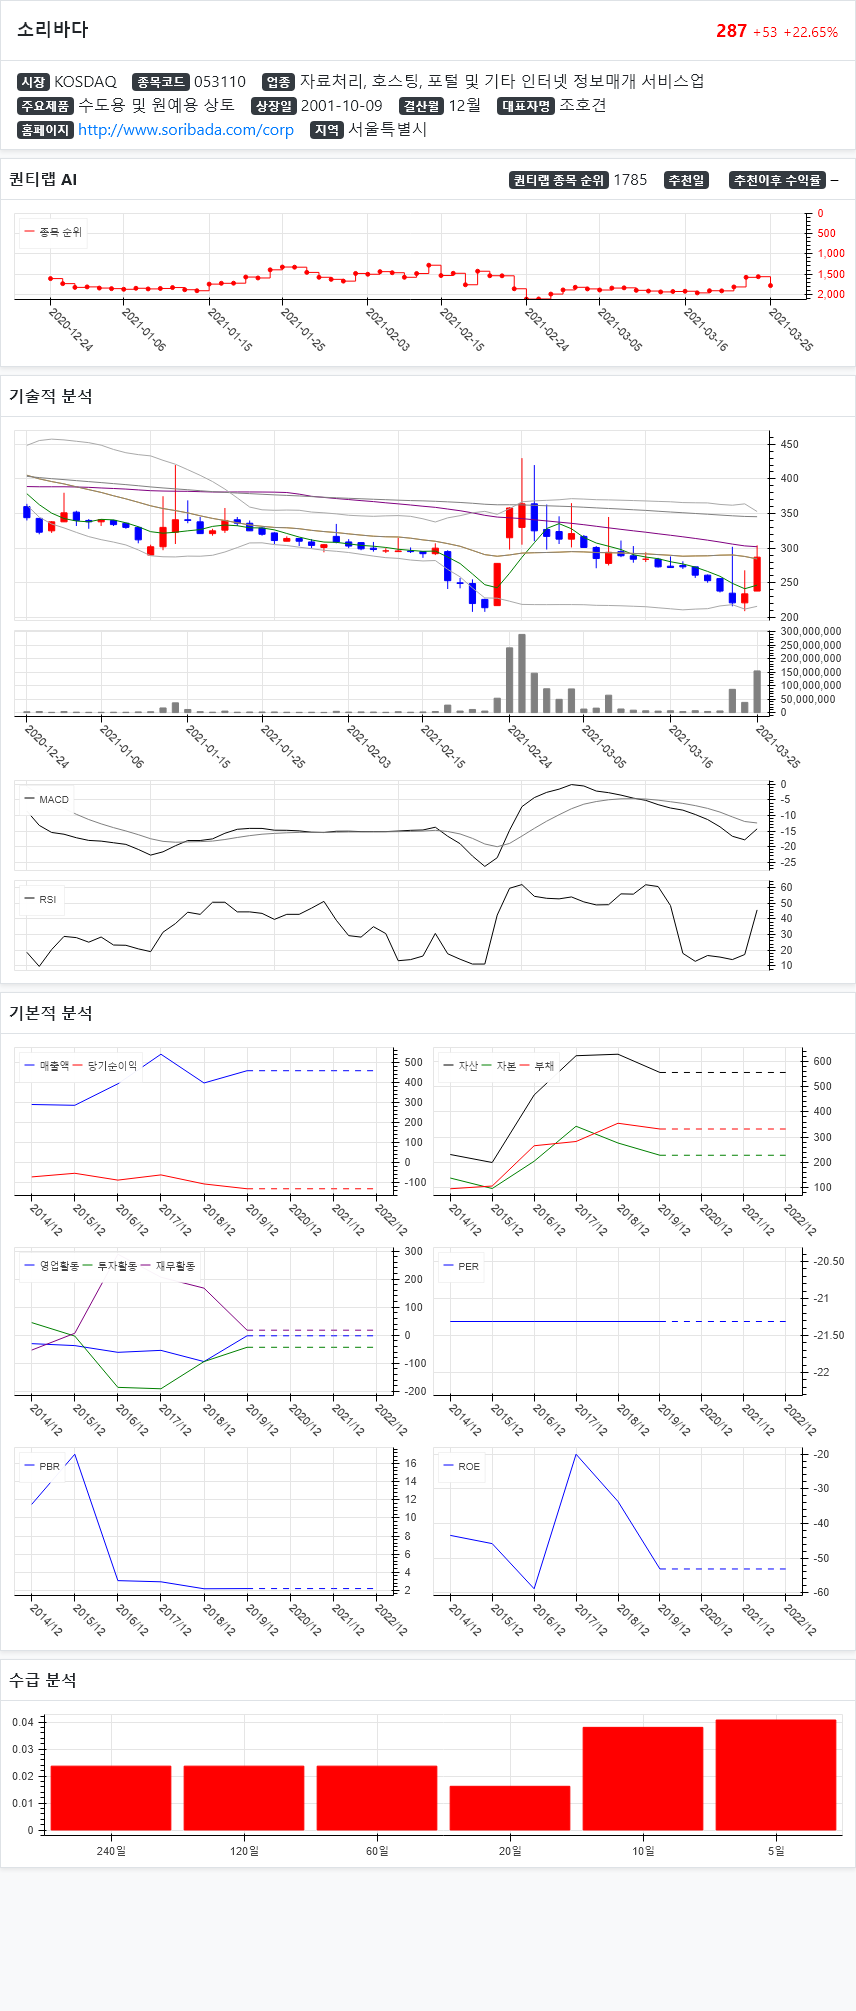 소리바다
287 +53 +22.65%
시장 KOSDAQ 종목코드 053110 업종 자료처리, 호스팅, 포털 및 기타 인터넷 정보매개 서비스업
주요제품 수도용 및 원예용 상토 상장일 2001-10-09 결산월 12월 대표자명 조호견
홈페이지 http://www.soribada.com/corp 지역 서울특별시
퀀티랩 AI
퀀티랩 종목 순위 1785 추천일 추천이후 수익률 –
종목 순위
0
500
1,000
1,500
2,000
2020-12-24 2021-01-06 2021-01-15 2021-01-25 2021-02-03 2021-02-15 2021-02-24 2021-03-05 2021-03-16 2021-03-25
기술적 분석
450
400
350
300
250
200
300,000,000
250,000,000
200,000,000
150,000,000
100,000,000
50,000,000
0
2020-12-24 2021-01-06 2021-01-15 2021-01-25 2021-02-03 2021-02-15 2021-02-24 2021-03-05 2021-03-16 2021-03-25
MACD
0
-5
-10
-15
-20
-25
RSI
60
50
40
30
20
10
기본적 분석
매출액 당기순이익
500
400
300
200
100
0
-100
2014/12 2015/12 2016/12 2017/12 2018/12 2019/12 2020/12 2021/12 2022/12
자산 자본 부채
600
500
400
300
200
100
2014/12 2015/12 2016/12 2017/12 2018/12 2019/12 2020/12 2021/12 2022/12
영업활동 투자활동 재무활동
300
200
100
0
-100
-200
2014/12 2015/12 2016/12 2017/12 2018/12 2019/12 2020/12 2021/12 2022/12
PER
-20.50
-21
-21.50
-22
2014/12 2015/12 2016/12 2017/12 2018/12 2019/12 2020/12 2021/12 2022/12
PBR
16
14
12
10
8
6
4
2
2014/12 2015/12 2016/12 2017/12 2018/12 2019/12 2020/12 2021/12 2022/12
ROE
-20
-30
-40
-50
-60
2014/12 2015/12 2016/12 2017/12 2018/12 2019/12 2020/12 2021/12 2022/12
수급 분석
0.04
0.03
0.02
0.01
0
240일 120일 60일 20일 10일 5일